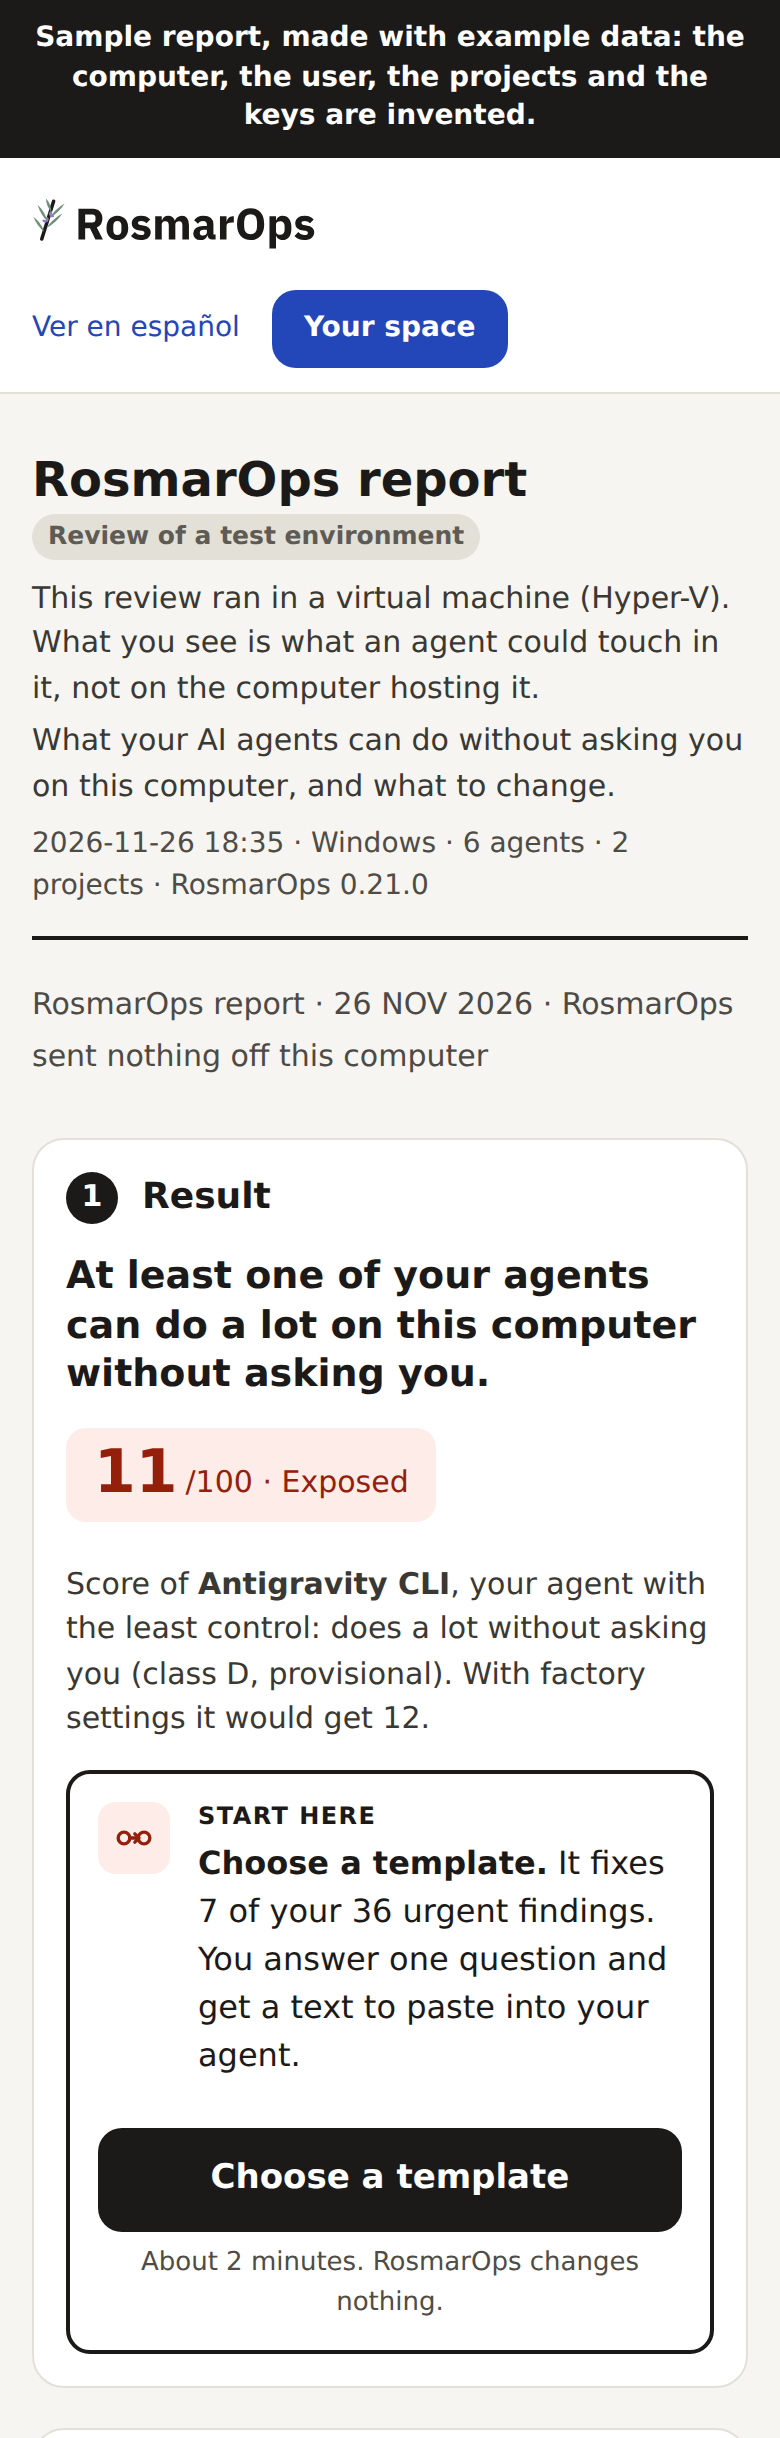 Sample report, made with example data: the
computer, the user, the projects and the
keys are invented.
RosmarOps
Ver en español
Your space
RosmarOps report
Review of a test environment
This review ran in a virtual machine (Hyper-V).
What you see is what an agent could touch in
it, not on the computer hosting it.
What your AI agents can do without asking you
on this computer, and what to change.
2026-11-26 18:35 · Windows · 6 agents · 2
projects · RosmarOps 0.21.0
RosmarOps report · 26 NOV 2026 · RosmarOps
sent nothing off this computer
1 Result
At least one of your agents
can do a lot on this computer
without asking you.
11 /100 · Exposed
Score of Antigravity CLI, your agent with
the least control: does a lot without asking
you (class D, provisional). With factory
settings it would get 12.
START HERE
Choose a template. It fixes
7 of your 36 urgent findings.
You answer one question and
get a text to paste into your
agent.
Choose a template
About 2 minutes. RosmarOps changes
nothing.